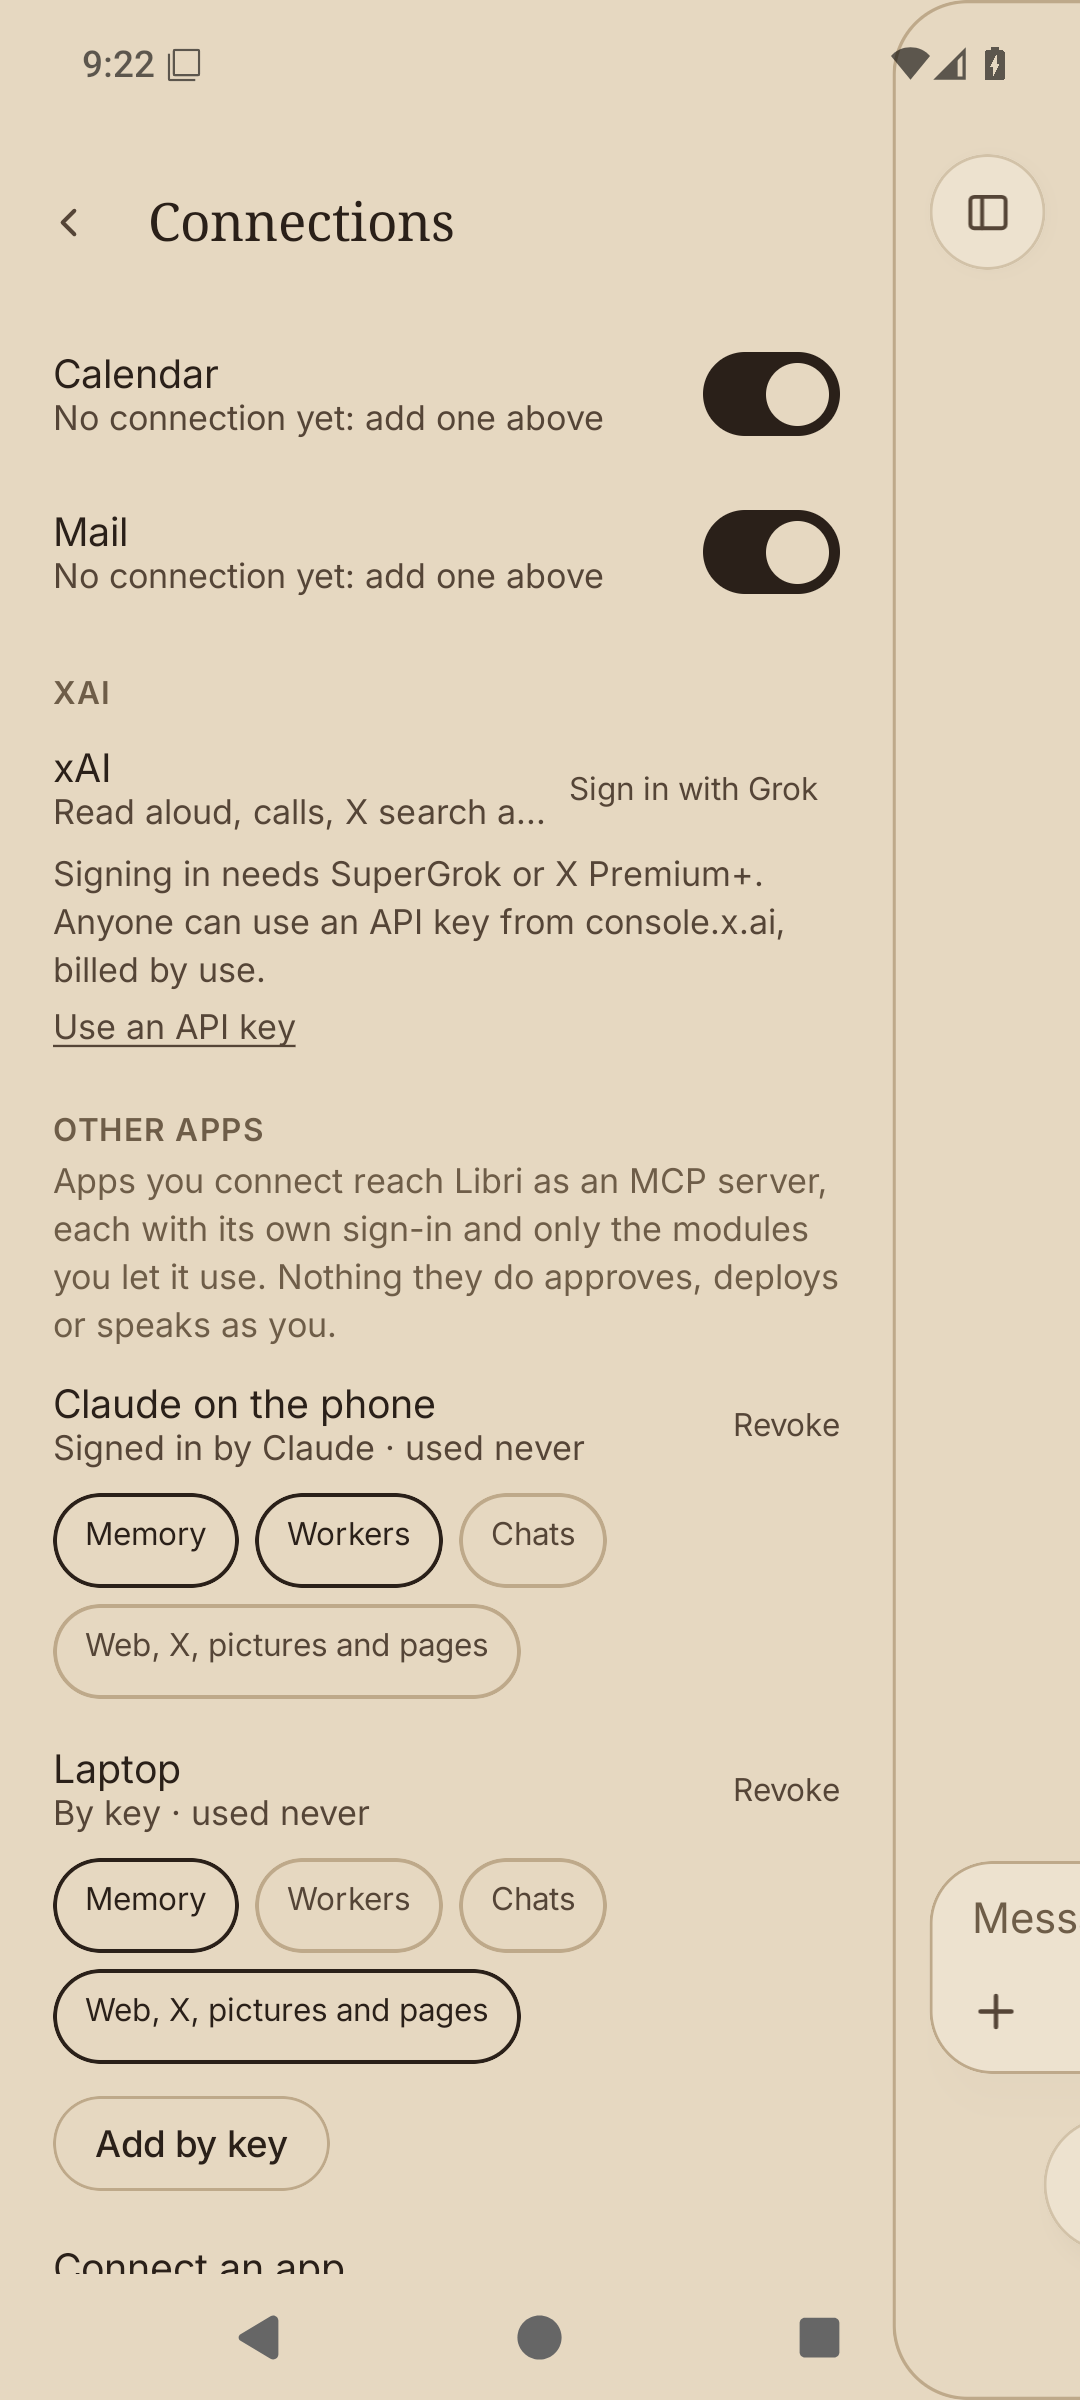 9:22
Connections
Calendar
No connection yet: add one above
Mail
No connection yet: add one above
XAI
xAI
Read aloud, calls, X search a...
Sign in with Grok
Signing in needs SuperGrok or X Premium+.
Anyone can use an API key from console.x.ai,
billed by use.
Use an API key
OTHER APPS
Apps you connect reach Libri as an MCP server,
each with its own sign-in and only the modules
you let it use. Nothing they do approves, deploys
or speaks as you.
Claude on the phone
Signed in by Claude · used never
Revoke
Memory
Workers
Chats
Web, X, pictures and pages
Laptop
By key · used never
Revoke
Memory
Workers
Chats
Web, X, pictures and pages
Add by key
Connect an app
Mess